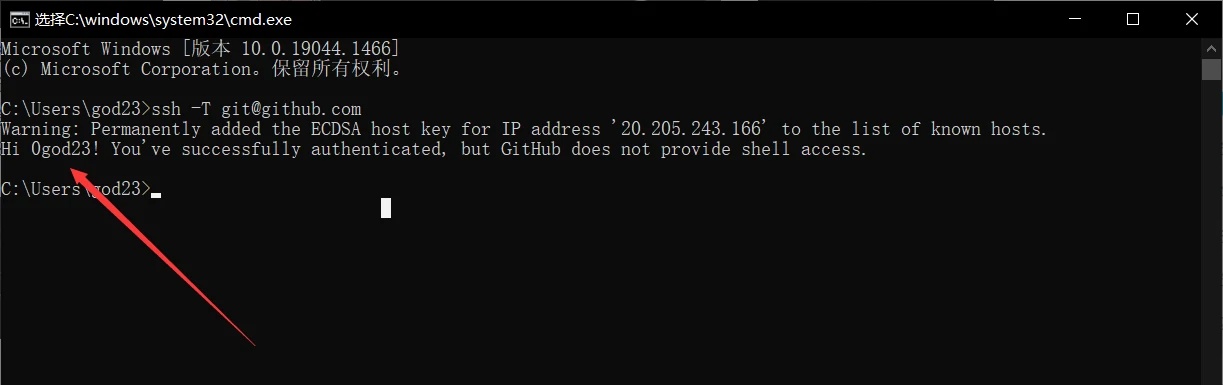 选择C:\windows\system32\cmd.exe
Microsoft Windows [版本 10.0.19044.1466]
(c) Microsoft Corporation。保留所有权利。
C:\Users\god23>ssh -T git@github.com
Warning: Permanently added the ECDSA host key for IP address '20.205.243.166' to the list of known hosts.
Hi 0god23! You've successfully authenticated, but GitHub does not provide shell access.
C:\Users\god23>